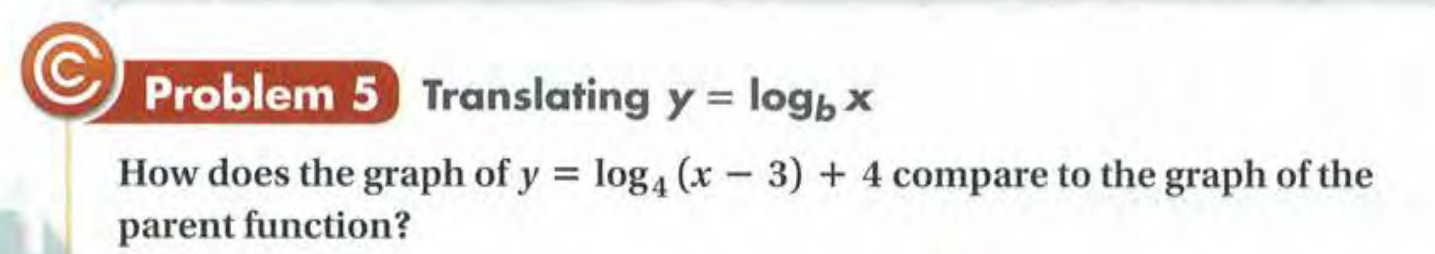 © Problem 5 Translating y = log_b x
How does the graph of y = log₄ (x − 3) + 4 compare to the graph of the
parent function?